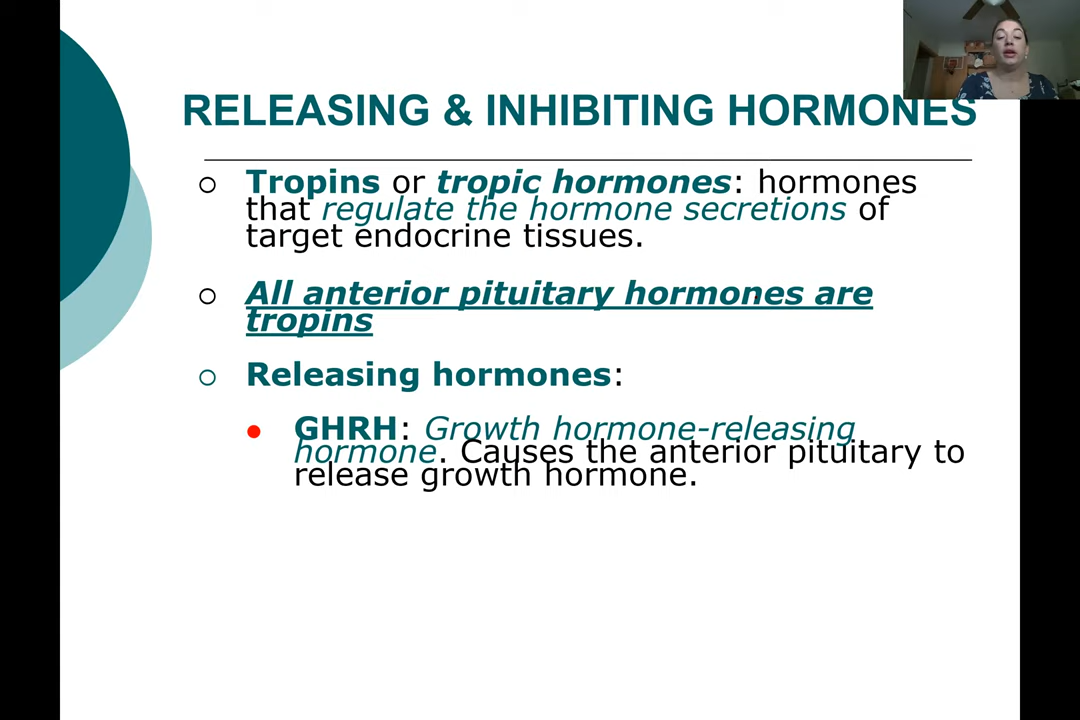 RELEASING & INHIBITING HORMONES
Tropins or tropic hormones: hormones
that regulate the hormone secretions of
target endocrine tissues.
All anterior pituitary hormones are
tropins
Releasing hormones:
GHRH: Growth hormone-releasing
hormone. Causes the anterior pituitary to
release growth hormone.